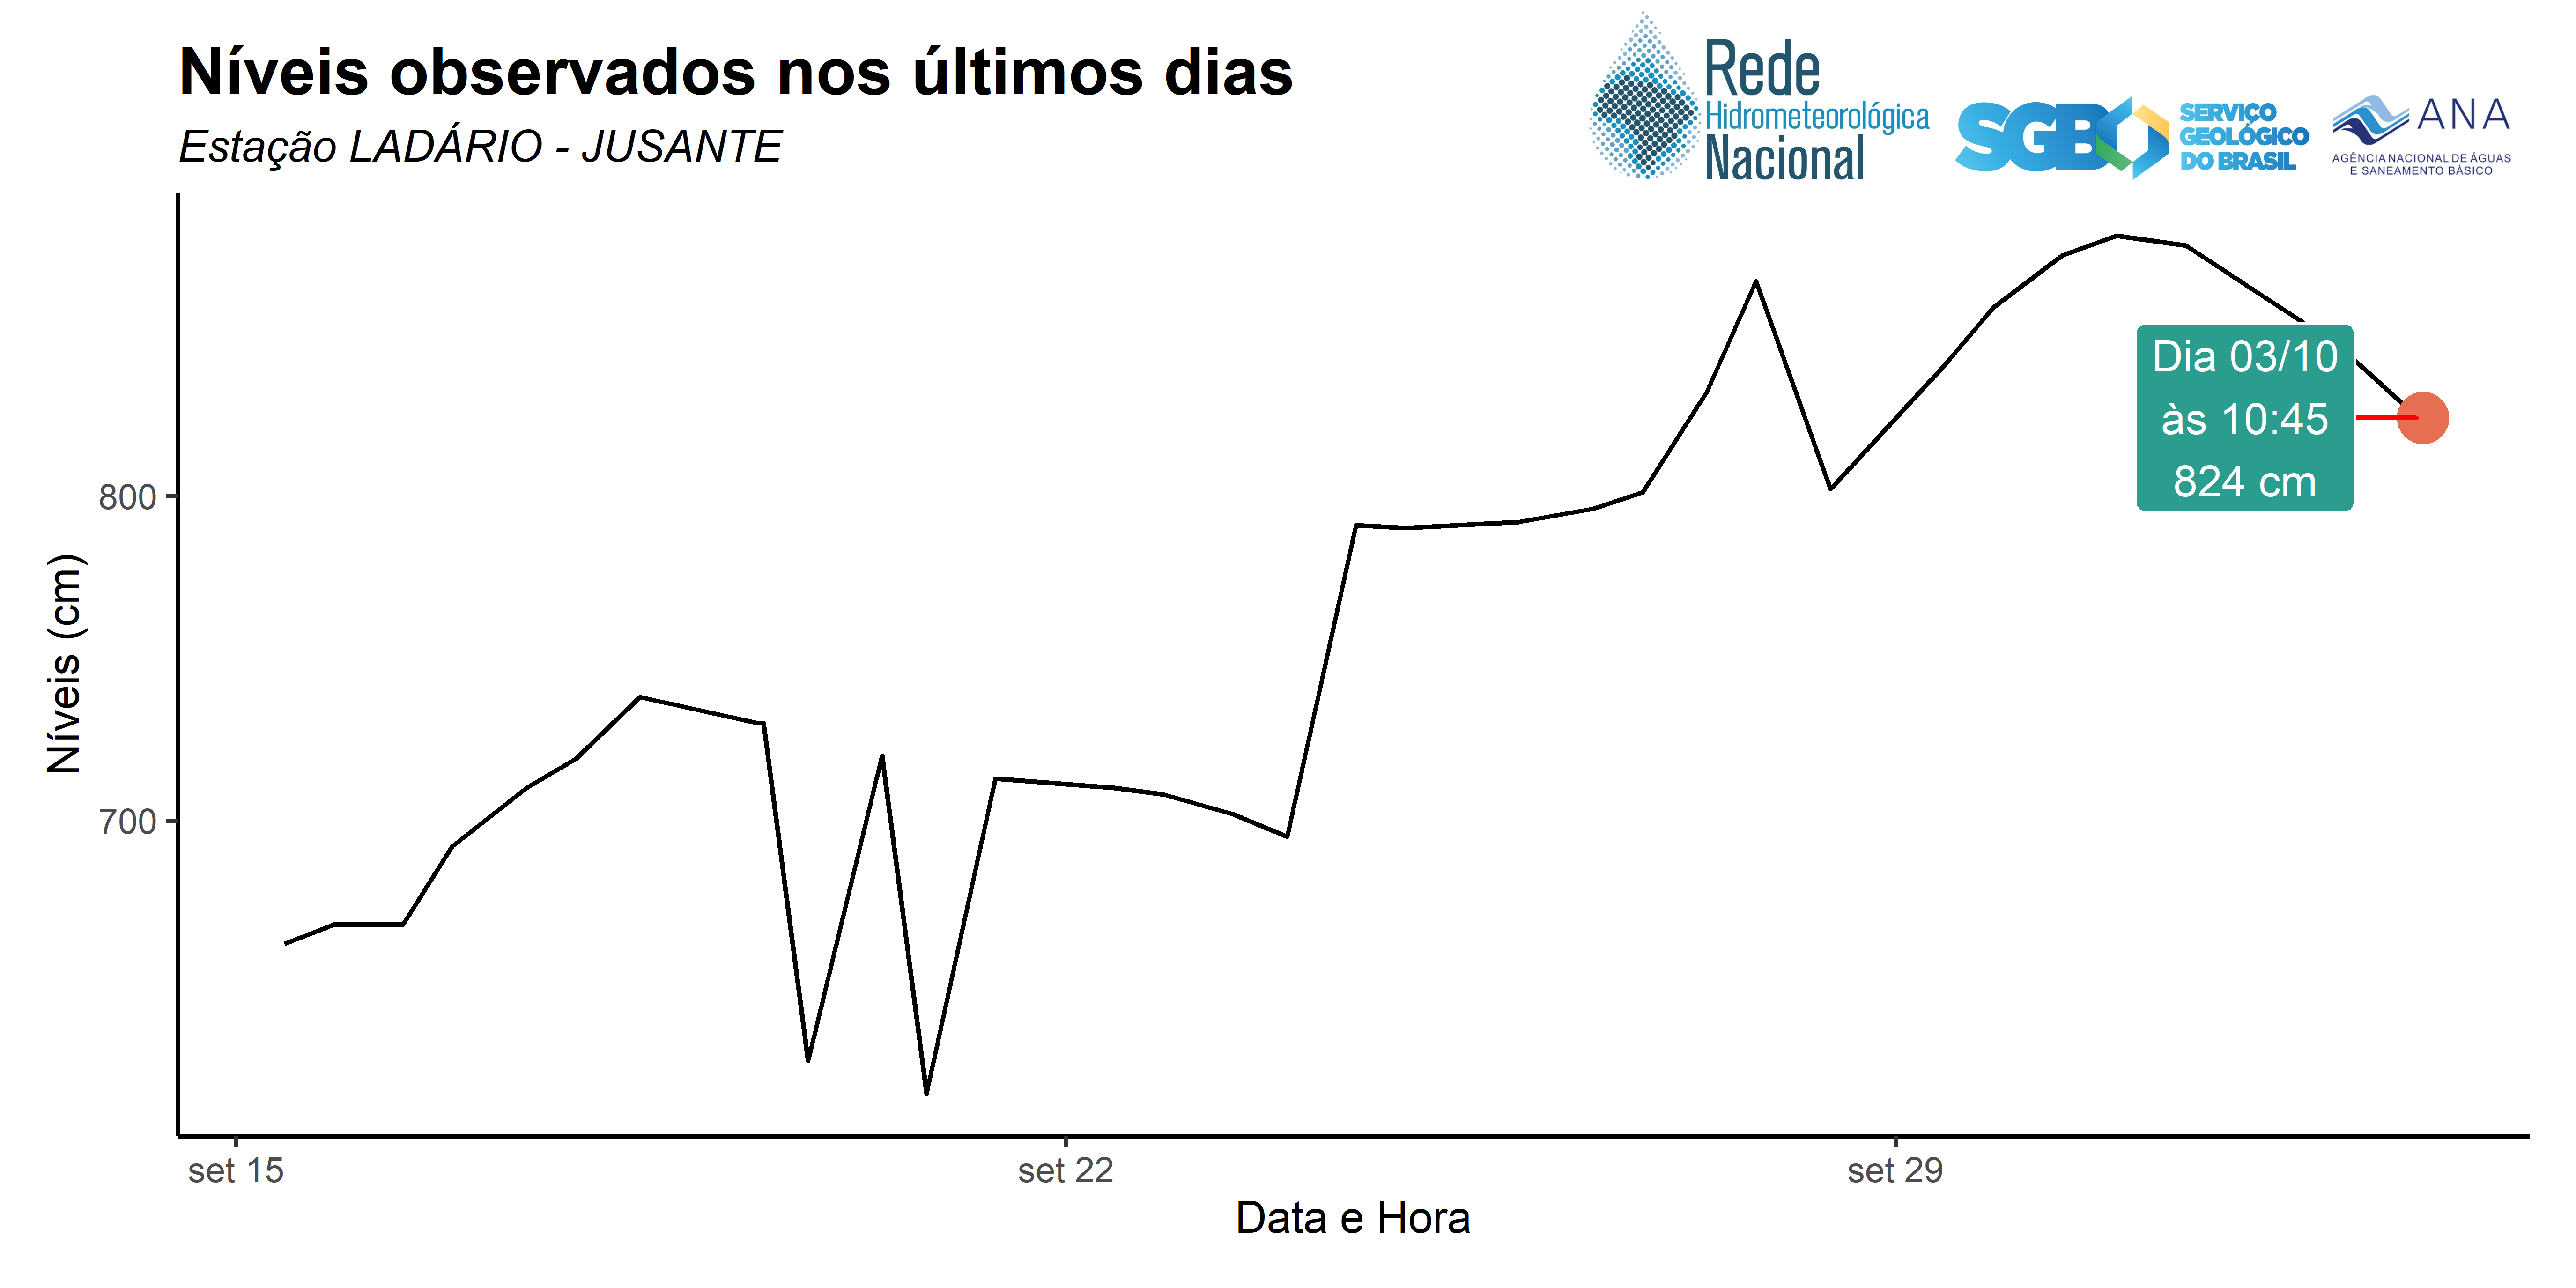 Níveis observados nos últimos dias
Estação LADÁRIO - JUSANTE
Rede
Hidrometeorológica
Nacional
SGB
SERVIÇO
GEOLÓGICO
DO BRASIL
ANA
AGÊNCIA NACIONAL DE ÁGUAS
E SANEAMENTO BÁSICO
Dia 03/10
às 10:45
824 cm
Níveis (cm)
800
700
set 15
set 22
set 29
Data e Hora